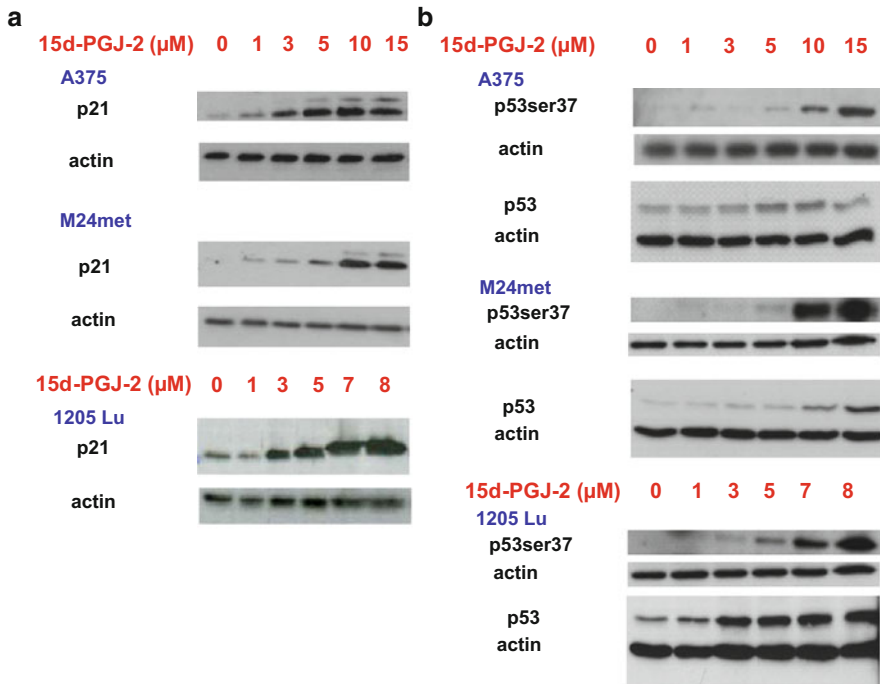 a
15d-PGJ-2 (µM) 0 1 3 5 10 15
A375
p21
actin
M24met
p21
actin
15d-PGJ-2 (µM) 0 1 3 5 7 8
1205 Lu
p21
actin
b
15d-PGJ-2 (µM) 0 1 3 5 10 15
A375
p53ser37
actin
p53
actin
M24met
p53ser37
actin
p53
actin
15d-PGJ-2 (µM) 0 1 3 5 7 8
1205 Lu
p53ser37
actin
p53
actin